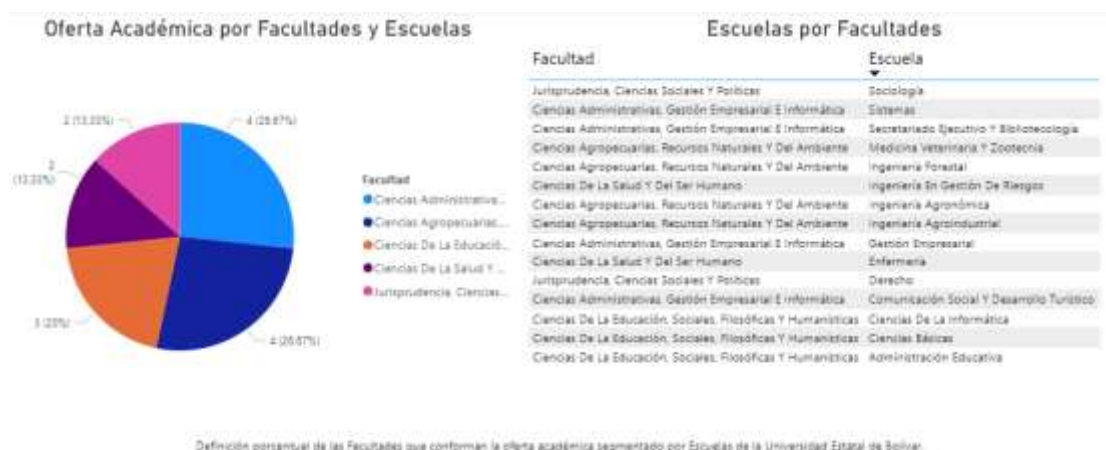 Oferta Académica por Facultades y Escuelas
2 (13.33%)
4 (26.67%)
2
(13.33%)
3 (20%)
4 (26.67%)
Facultad
Ciencias Administrativa...
Ciencias Agropecuarias...
Ciencias De La Educació...
Ciencias De La Salud Y ...
Jurisprudencia, Ciencias...
Escuelas por Facultades
Facultad Escuela
Jurisprudencia, Ciencias Sociales Y Políticas Sociología
Ciencias Administrativas, Gestión Empresarial E Informática Sistemas
Ciencias Administrativas, Gestión Empresarial E Informática Secretariado Ejecutivo Y Bibliotecología
Ciencias Agropecuarias, Recursos Naturales Y Del Ambiente Medicina Veterinaria Y Zootecnia
Ciencias Agropecuarias, Recursos Naturales Y Del Ambiente Ingeniería Forestal
Ciencias De La Salud Y Del Ser Humano Ingeniería En Gestión De Riesgos
Ciencias Agropecuarias, Recursos Naturales Y Del Ambiente Ingeniería Agronómica
Ciencias Agropecuarias, Recursos Naturales Y Del Ambiente Ingeniería Agroindustrial
Ciencias Administrativas, Gestión Empresarial E Informática Gestión Empresarial
Ciencias De La Salud Y Del Ser Humano Enfermería
Jurisprudencia, Ciencias Sociales Y Políticas Derecho
Ciencias Administrativas, Gestión Empresarial E Informática Comunicación Social Y Desarrollo Turístico
Ciencias De La Educación, Sociales, Filosóficas Y Humanísticas Ciencias De La Informática
Ciencias De La Educación, Sociales, Filosóficas Y Humanísticas Ciencias Básicas
Ciencias De La Educación, Sociales, Filosóficas Y Humanísticas Administración Educativa
Definición porsentual de las Facultades que conforman la oferta académica segmentado por Escuelas de la Universidad Estatal de Bolívar.